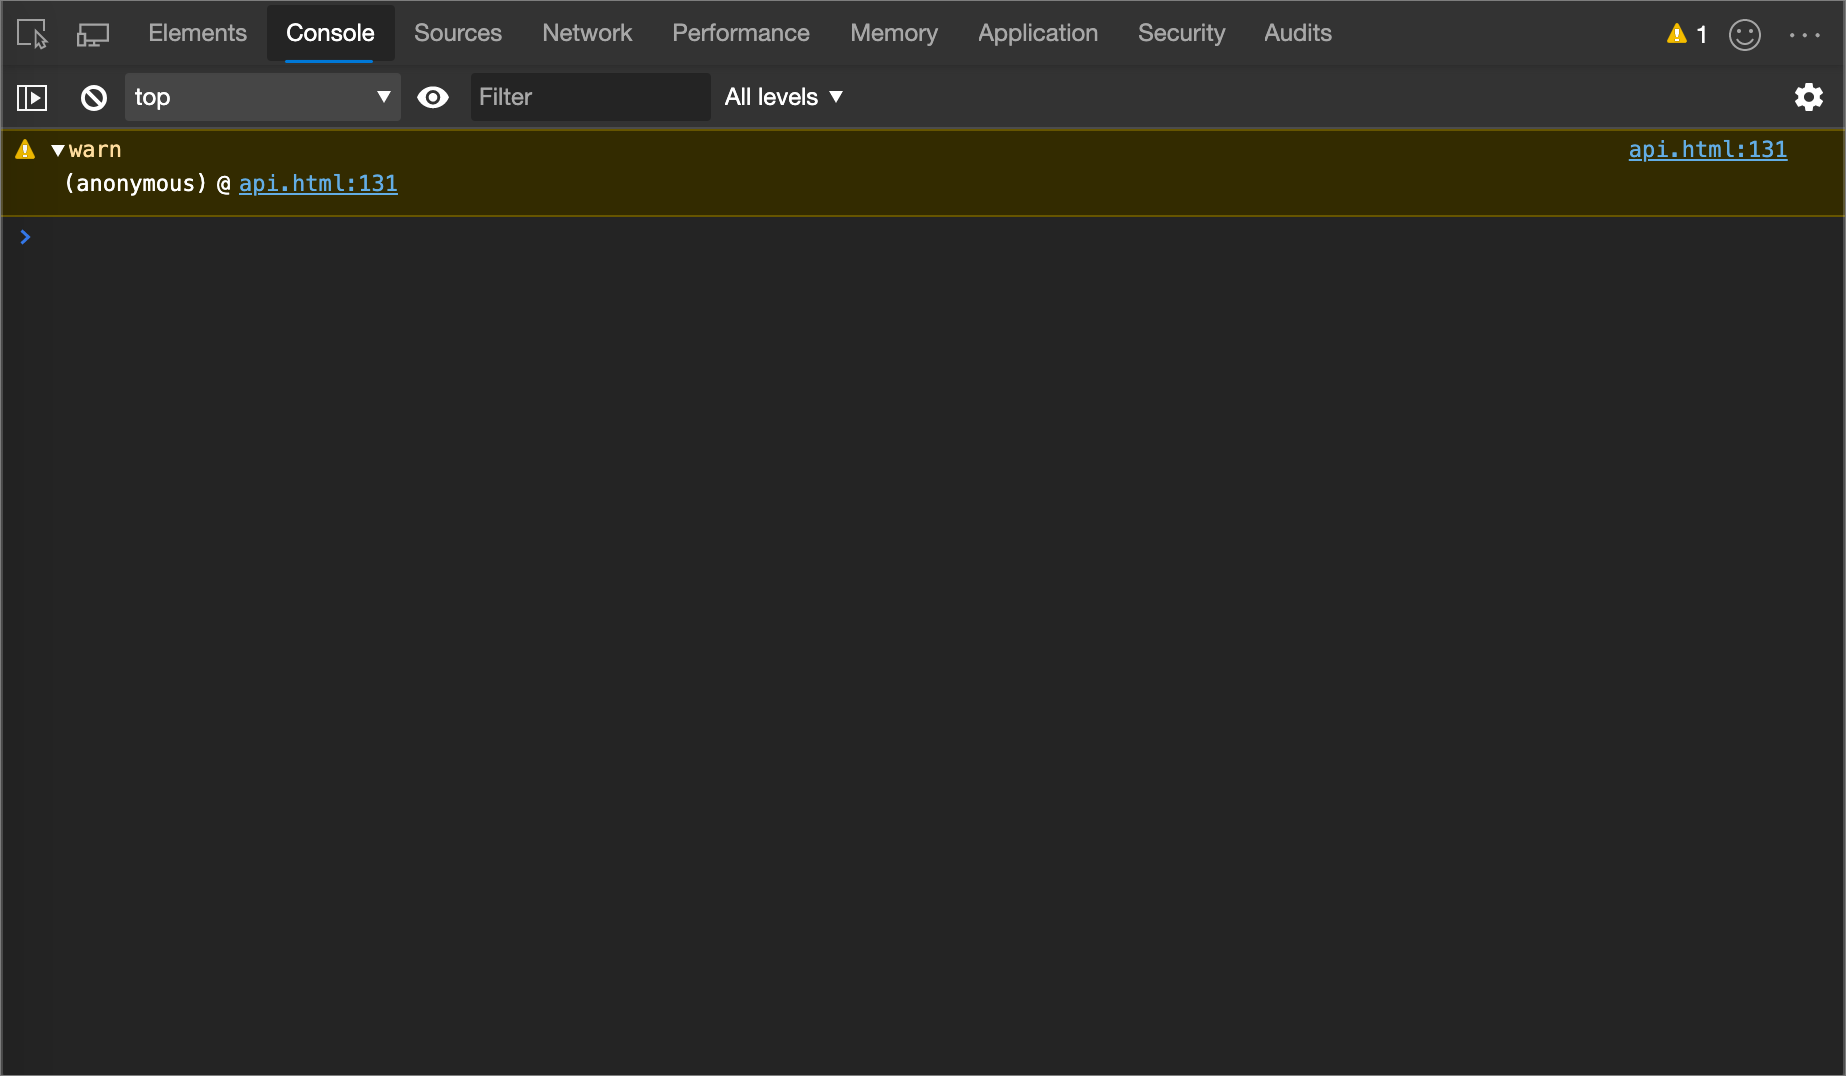 Elements Console Sources Network Performance Memory Application Security Audits 1
top Filter All levels
warn api.html:131
(anonymous) @ api.html:131